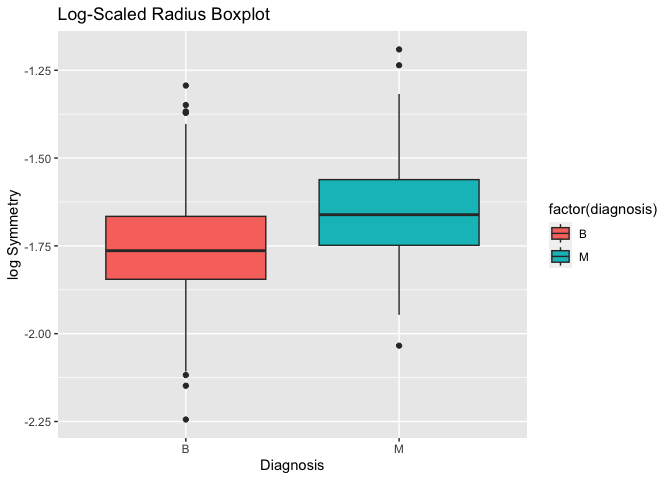 Log-Scaled Radius Boxplot
-1.25
-1.50
-1.75
-2.00
-2.25
log Symmetry
B
M
Diagnosis
factor(diagnosis)
B
M